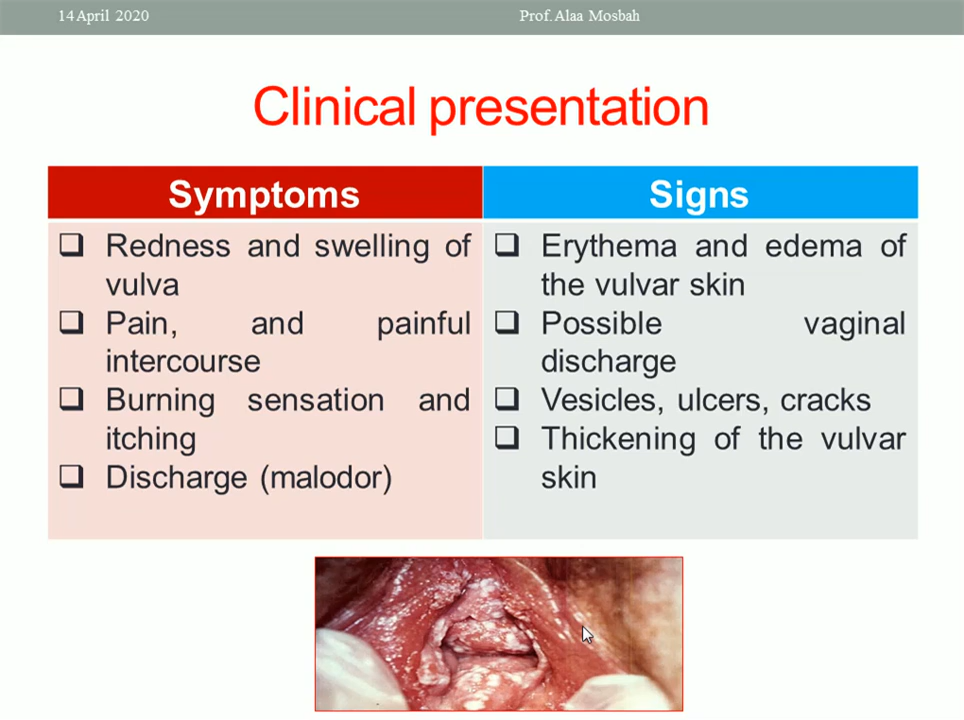 14 April 2020
Prof. Alaa Mosbah
Clinical presentation
Symptoms
Redness and swelling of
vulva
Pain, and painful
intercourse
Burning sensation and
itching
Discharge (malodor)
Signs
Erythema and edema of
the vulvar skin
Possible vaginal
discharge
Vesicles, ulcers, cracks
Thickening of the vulvar
skin